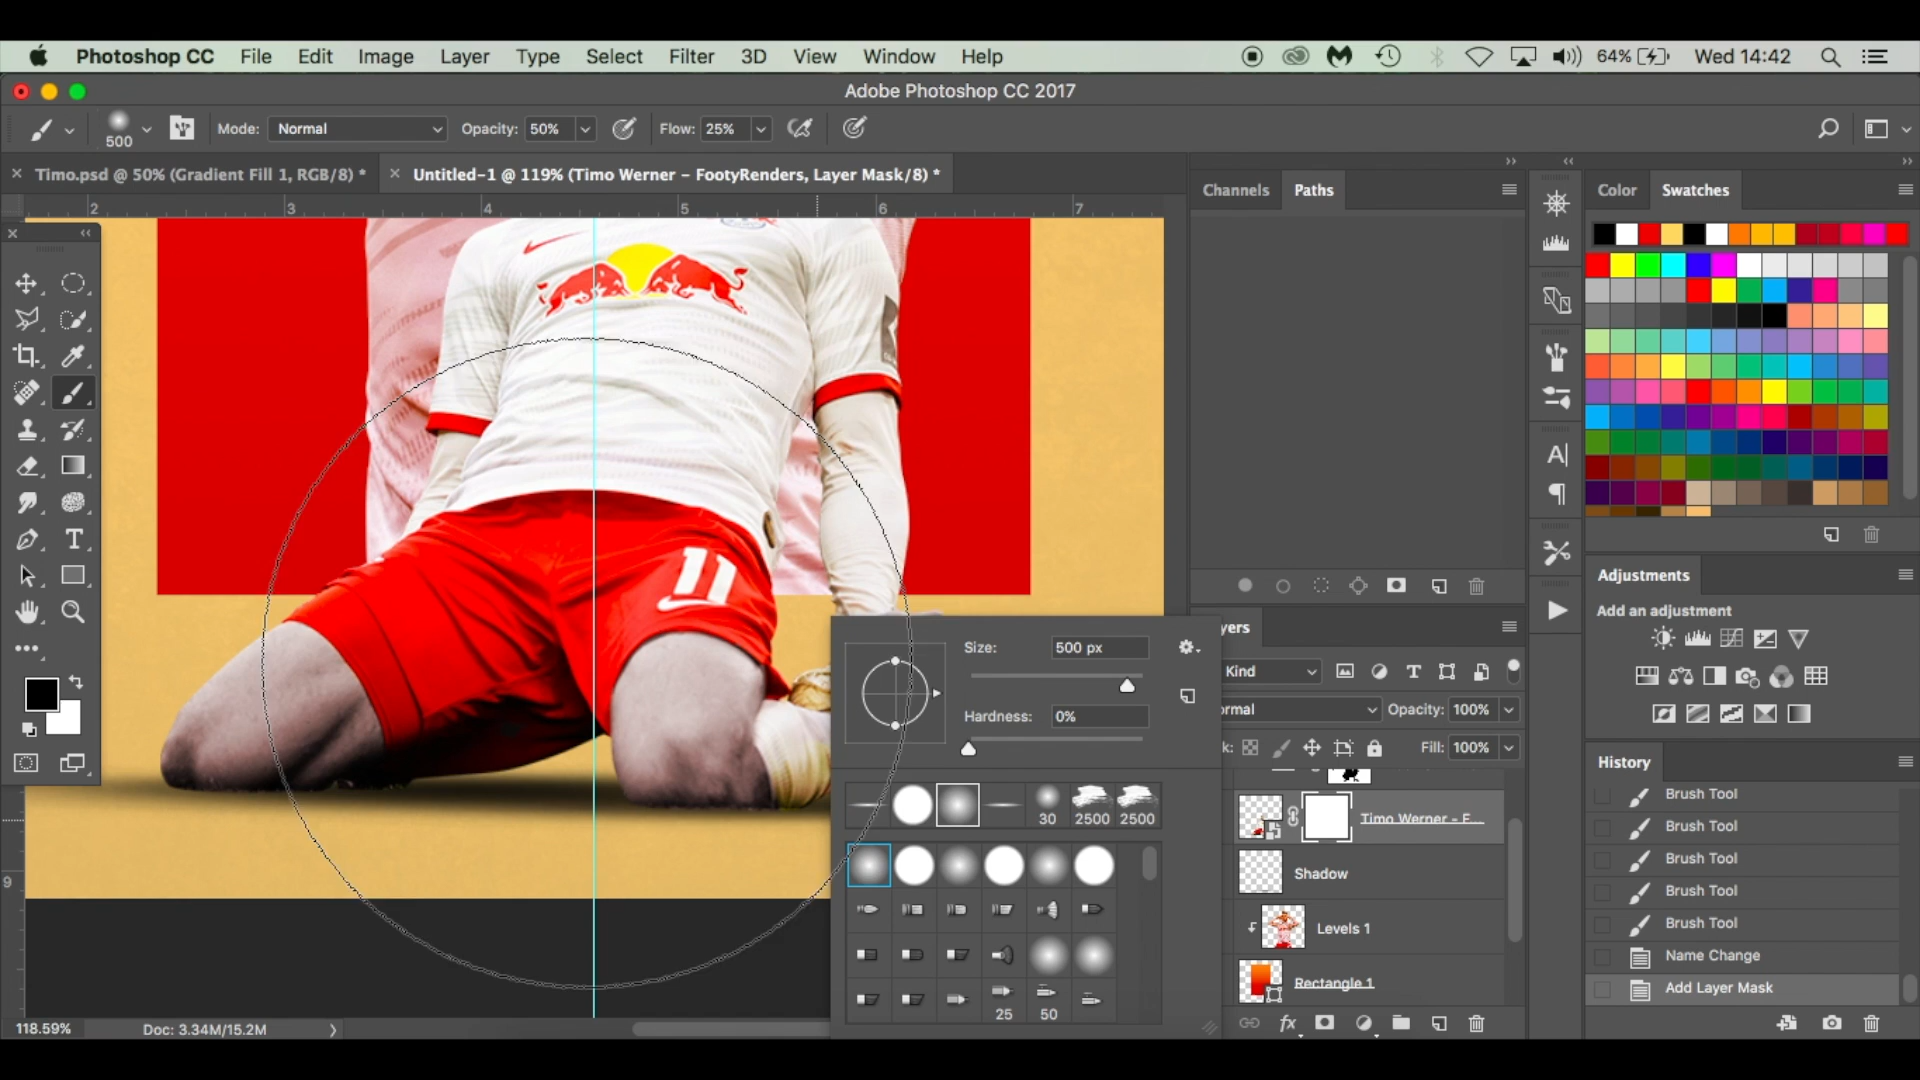 Photoshop CC File Edit Image Layer Type Select Filter 3D View Window Help 64% Wed 14:42
Adobe Photoshop CC 2017
500 Mode: Normal Opacity: 50% Flow: 25%
Timo.psd @ 50% (Gradient Fill 1, RGB/8) * Untitled-1 @ 119% (Timo Werner - FootyRenders, Layer Mask/8) *
Channels Paths Color Swatches
2 3 4 5 6 7
11
9
Adjustments
Add an adjustment
yers
Size: 500 px
Hardness: 0%
Kind
rmal Opacity: 100%
k: Fill: 100%
30 2500 2500
25 50
Timo Werner - F...
Shadow
Levels 1
Rectangle 1
fx
History
Brush Tool
Brush Tool
Brush Tool
Brush Tool
Brush Tool
Name Change
Add Layer Mask
118.59% Doc: 3.34M/15.2M